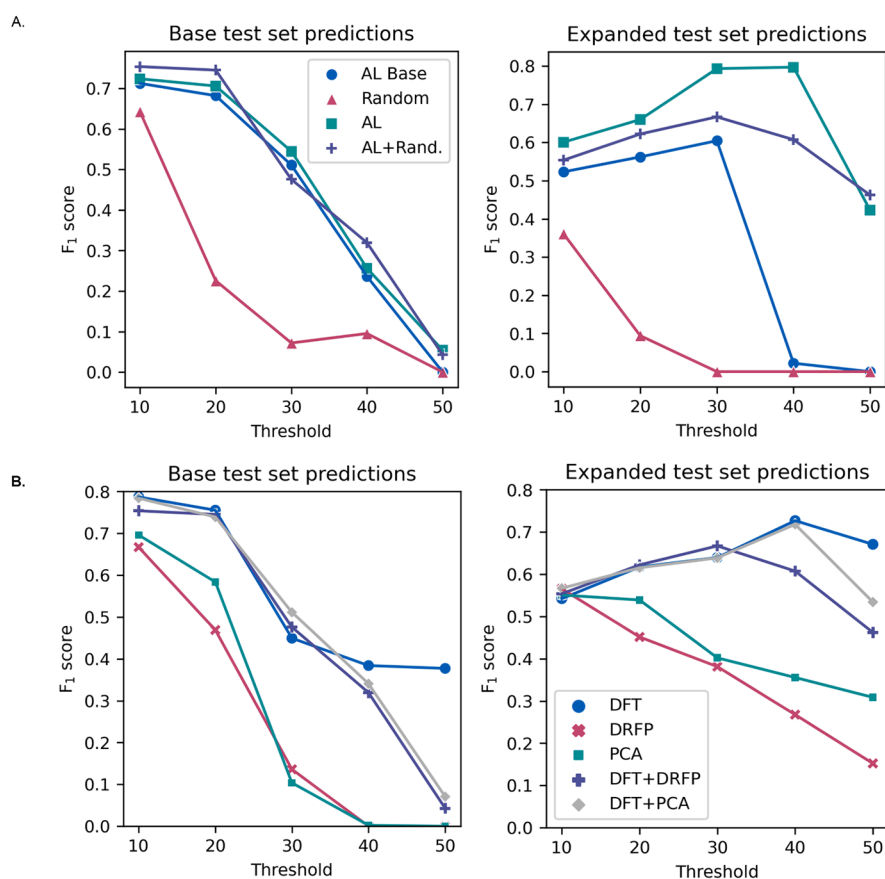 A.
Base test set predictions
F1 score
0.7
0.6
0.5
0.4
0.3
0.2
0.1
0.0
AL Base
Random
AL
AL+Rand.
10 20 30 40 50
Threshold
Expanded test set predictions
F1 score
0.8
0.7
0.6
0.5
0.4
0.3
0.2
0.1
0.0
10 20 30 40 50
Threshold
B.
Base test set predictions
F1 score
0.8
0.7
0.6
0.5
0.4
0.3
0.2
0.1
0.0
10 20 30 40 50
Threshold
Expanded test set predictions
F1 score
0.8
0.7
0.6
0.5
0.4
0.3
0.2
0.1
0.0
DFT
DRFP
PCA
DFT+DRFP
DFT+PCA
10 20 30 40 50
Threshold